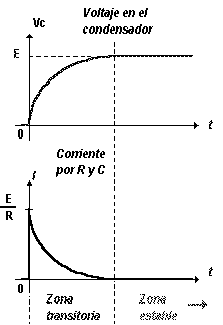 Vc
Voltaje en el
condensador
E
0
t
Corriente
por R y C
I
E
R
0
t
Zona
transitoria
Zona
estable